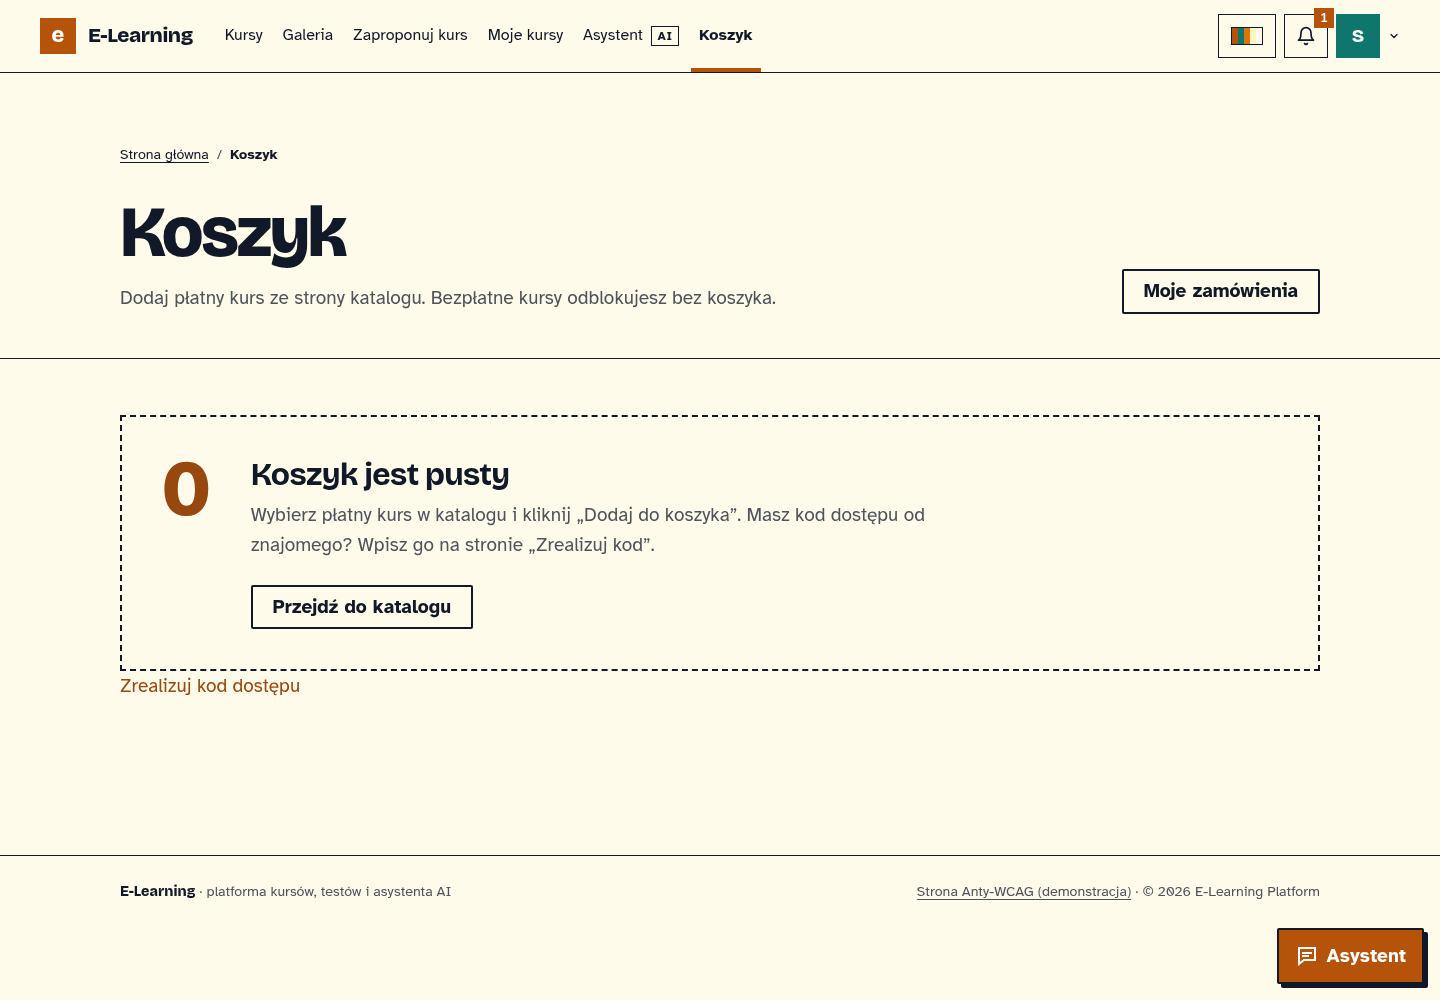 e E-Learning Kursy Galeria Zaproponuj kurs Moje kursy Asystent AI Koszyk 1 S
Strona główna / Koszyk
Koszyk
Dodaj płatny kurs ze strony katalogu. Bezpłatne kursy odblokujesz bez koszyka.
Moje zamówienia
0
Koszyk jest pusty
Wybierz płatny kurs w katalogu i kliknij „Dodaj do koszyka”. Masz kod dostępu od
znajomego? Wpisz go na stronie „Zrealizuj kod”.
Przejdź do katalogu
Zrealizuj kod dostępu
E-Learning · platforma kursów, testów i asystenta AI
Strona Anty-WCAG (demonstracja) · © 2026 E-Learning Platform
Asystent